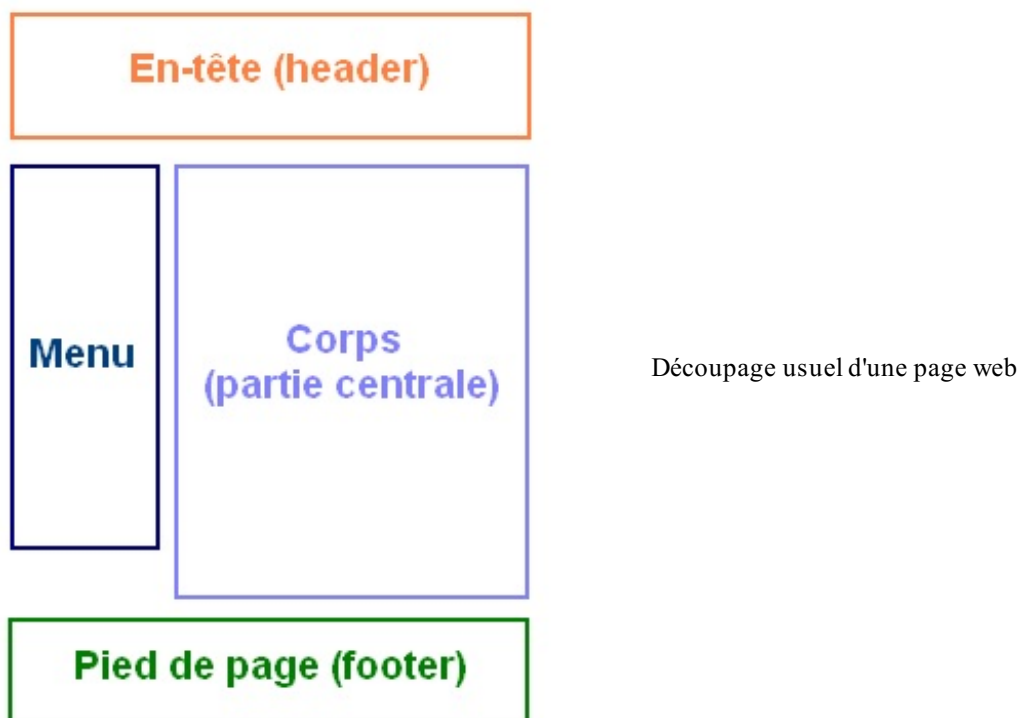 En-tête (header)
Menu
Corps
(partie centrale)
Découpage usuel d'une page web
Pied de page (footer)